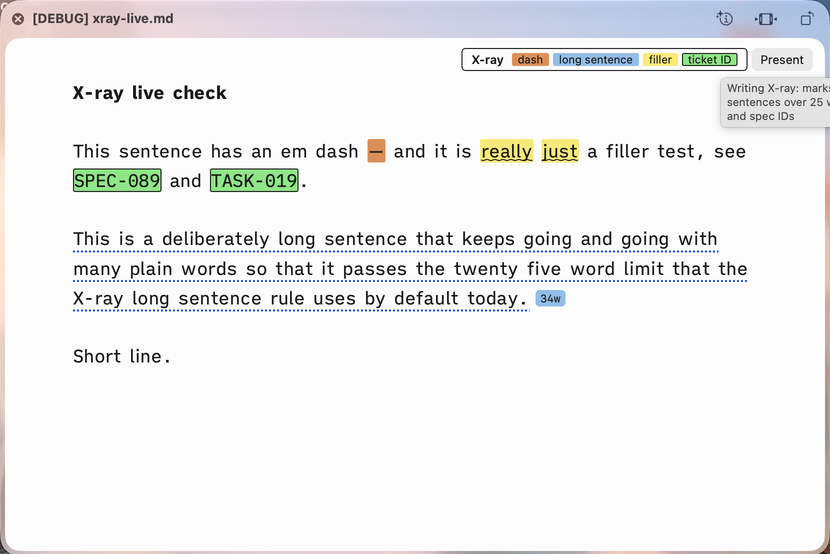 [DEBUG] xray-live.md
X-ray dash long sentence filler ticket ID Present
Writing X-ray: marks
sentences over 25 w
and spec IDs
X-ray live check
This sentence has an em dash — and it is really just a filler test, see
SPEC-089 and TASK-019.
This is a deliberately long sentence that keeps going and going with
many plain words so that it passes the twenty five word limit that the
X-ray long sentence rule uses by default today. 34w
Short line.